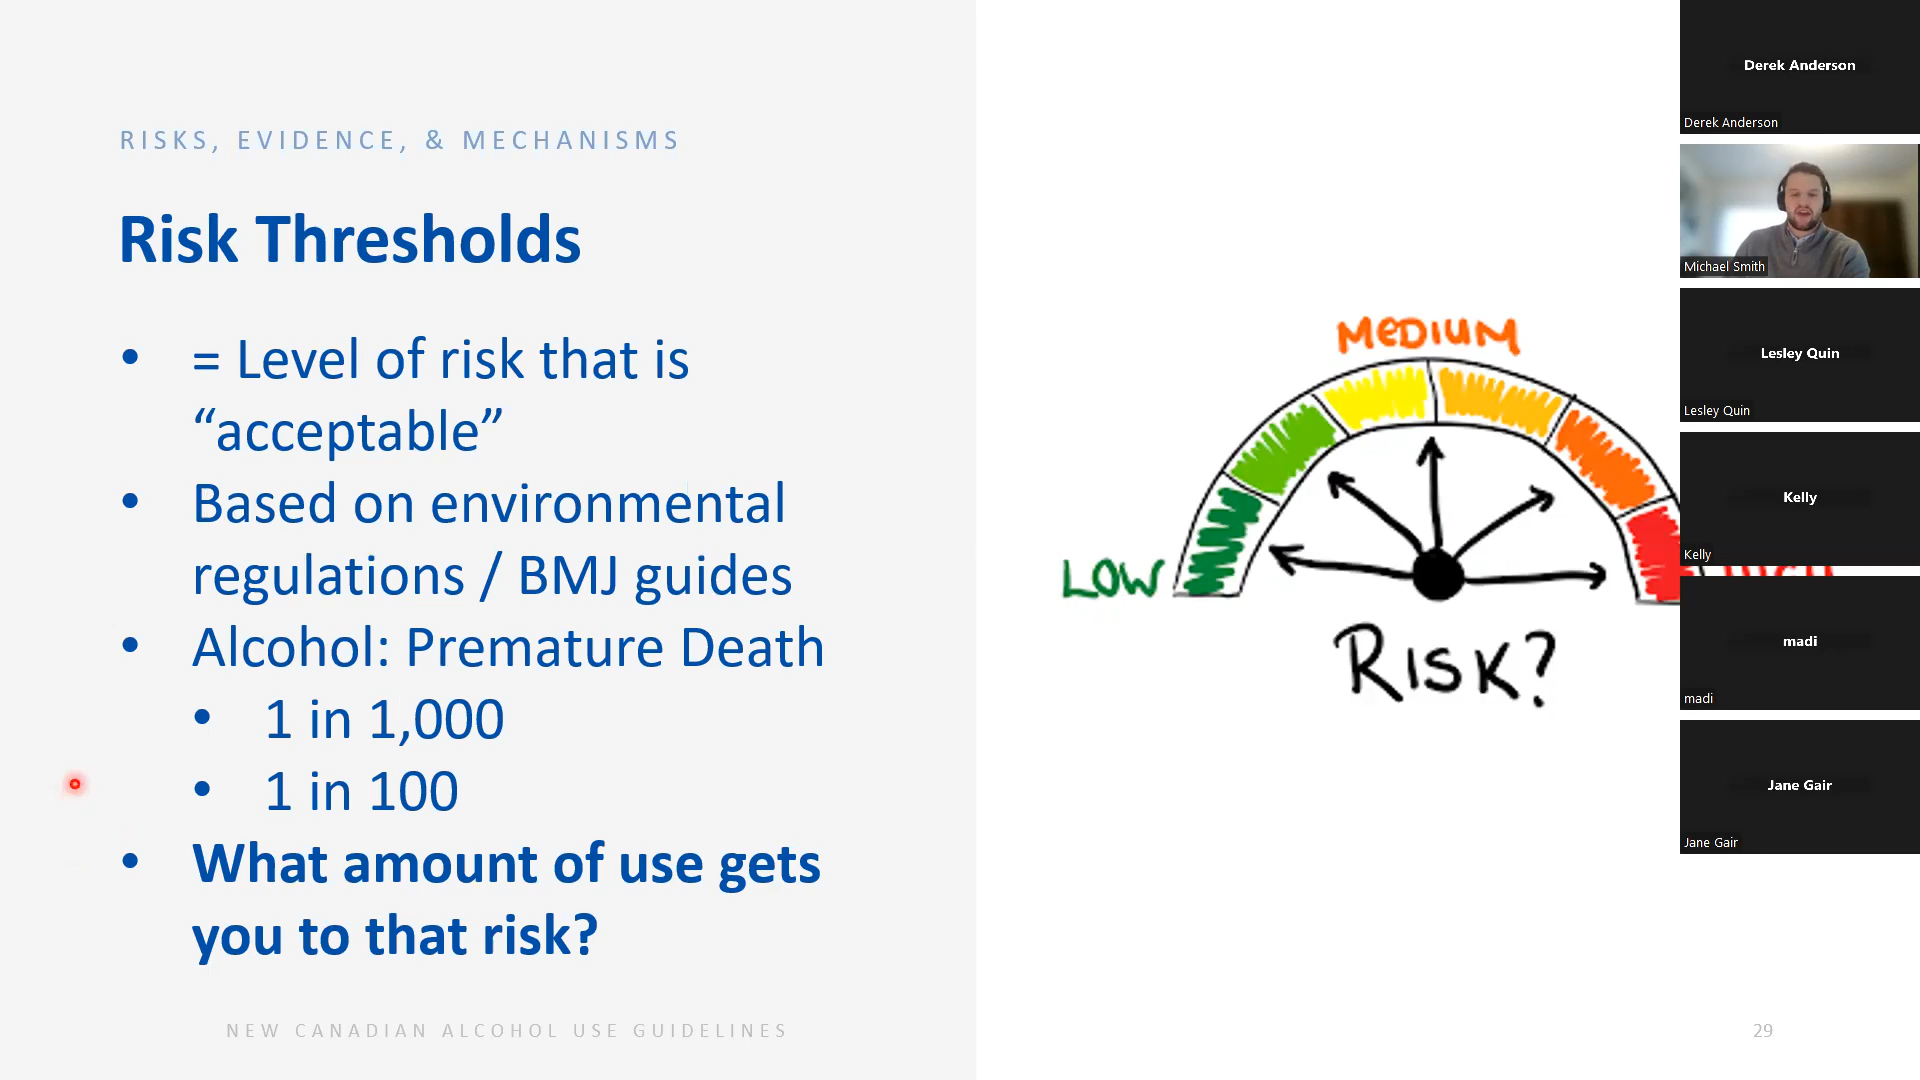 RISKS, EVIDENCE, & MECHANISMS
Risk Thresholds
• = Level of risk that is
“acceptable”
• Based on environmental
regulations / BMJ guides
• Alcohol: Premature Death
• 1 in 1,000
• 1 in 100
• What amount of use gets
you to that risk?
NEW CANADIAN ALCOHOL USE GUIDELINES
MEDIUM
LOW
RISK?
29
Derek Anderson
Derek Anderson
Michael Smith
Lesley Quin
Lesley Quin
Kelly
Kelly
madi
madi
Jane Gair
Jane Gair